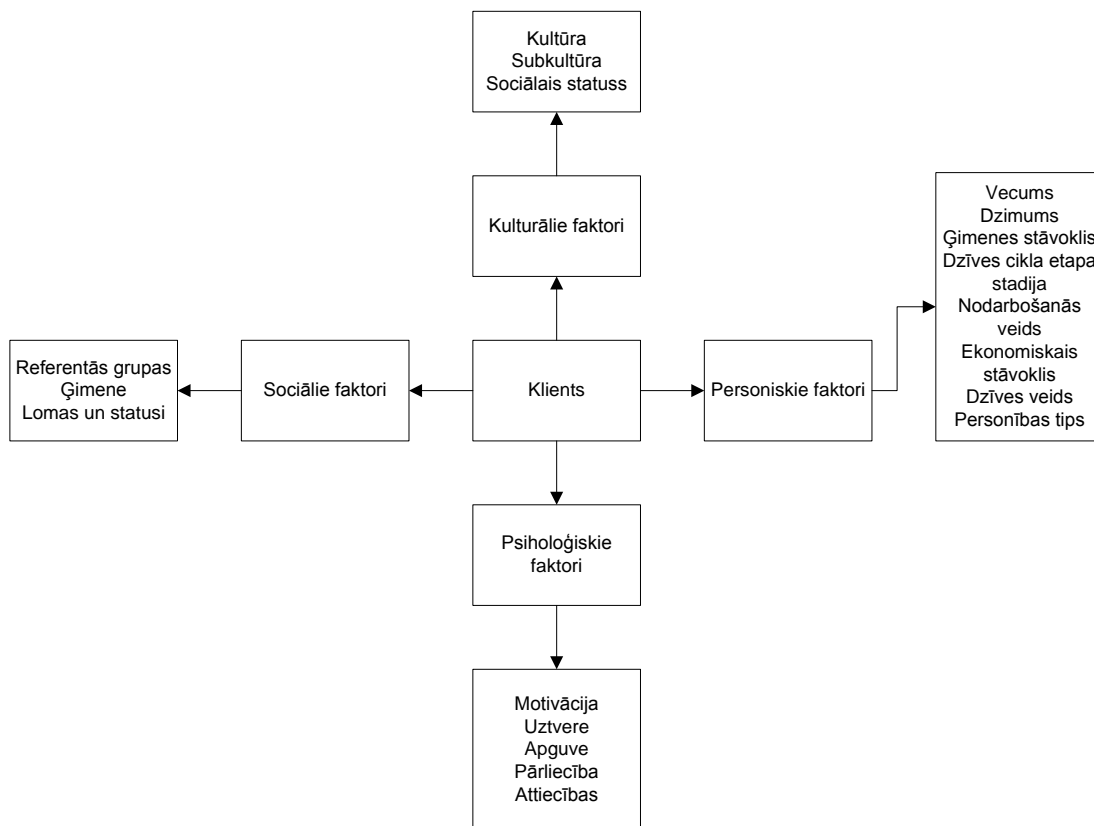 Kultūra
Subkultūra
Sociālais statuss
Kulturālie faktori
Vecums
Dzimums
Ģimenes stāvoklis
Dzīves cikla etapa
stadija
Nodarbošanās
veids
Ekonomiskais
stāvoklis
Dzīves veids
Personības tips
Referentās grupas
Ģimene
Lomas un statusi
Sociālie faktori
Klients
Personiskie faktori
Psiholoģiskie
faktori
Motivācija
Uztvere
Apguve
Pārliecība
Attiecības